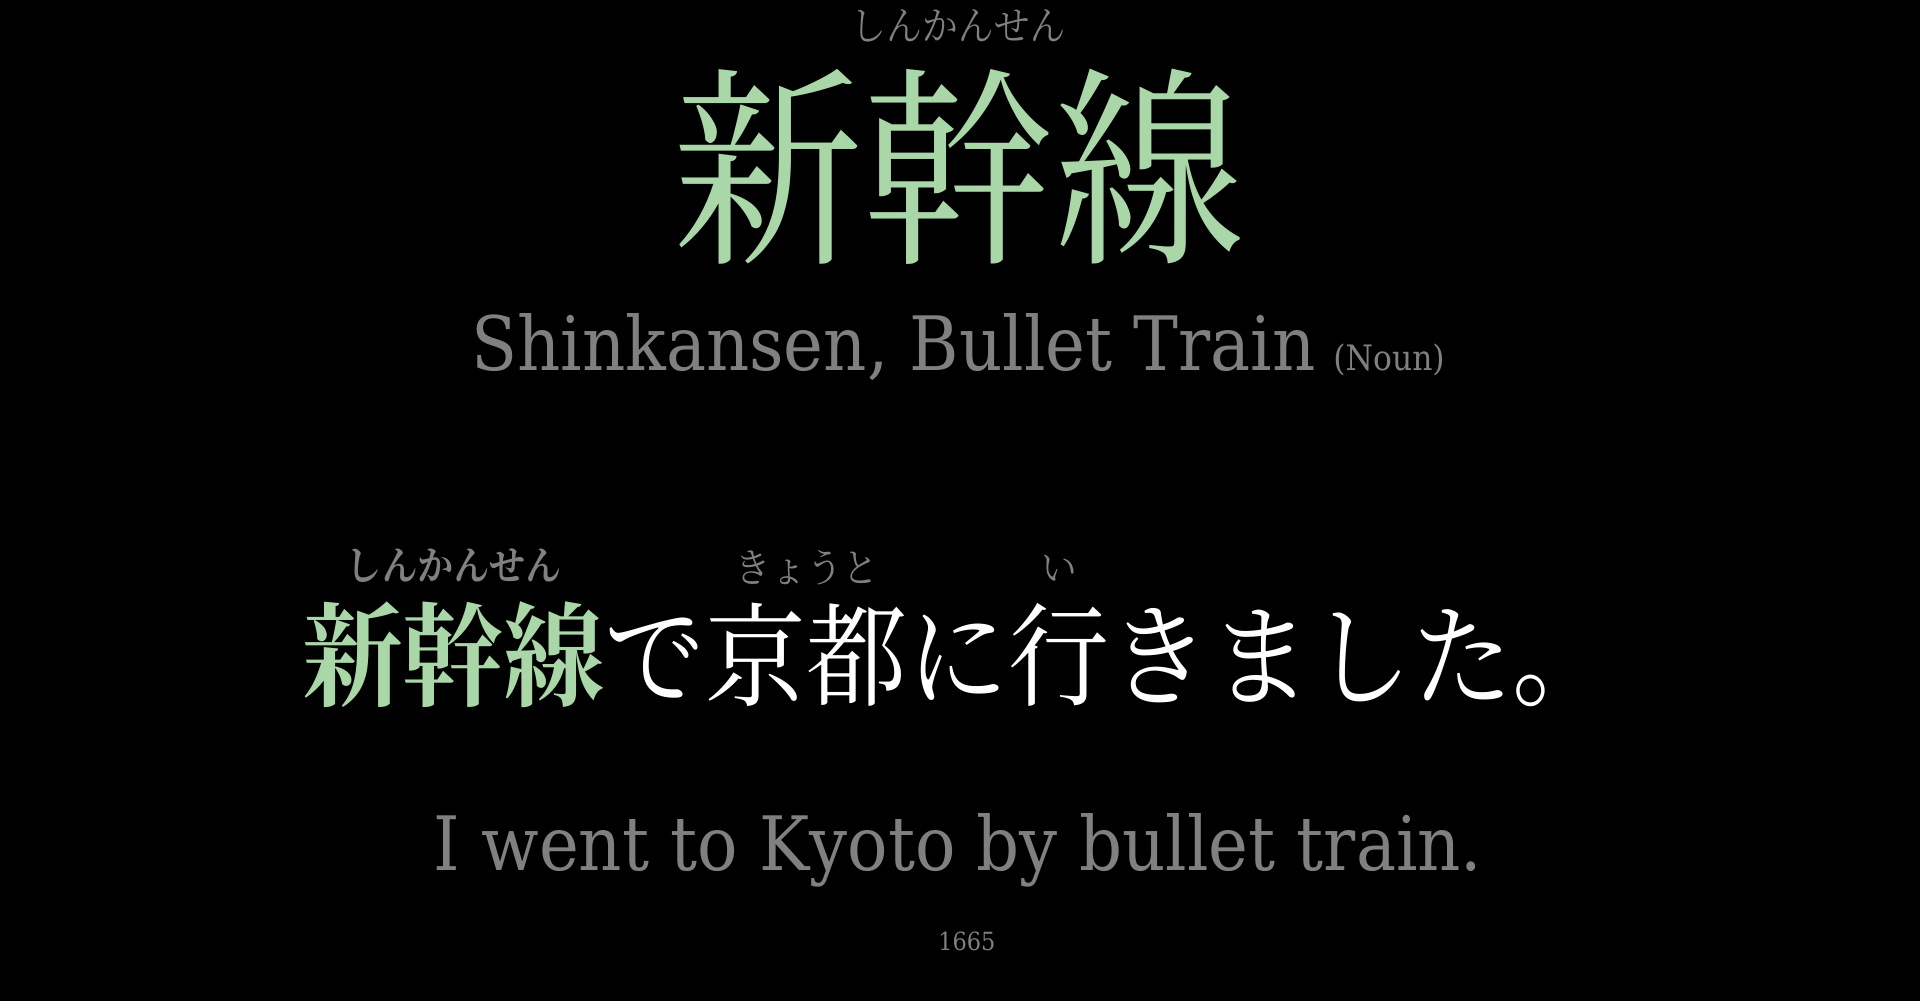 しんかんせん
新幹線
Shinkansen, Bullet Train (Noun)
しんかんせん きょうと い
新幹線で京都に行きました。
I went to Kyoto by bullet train.
1665